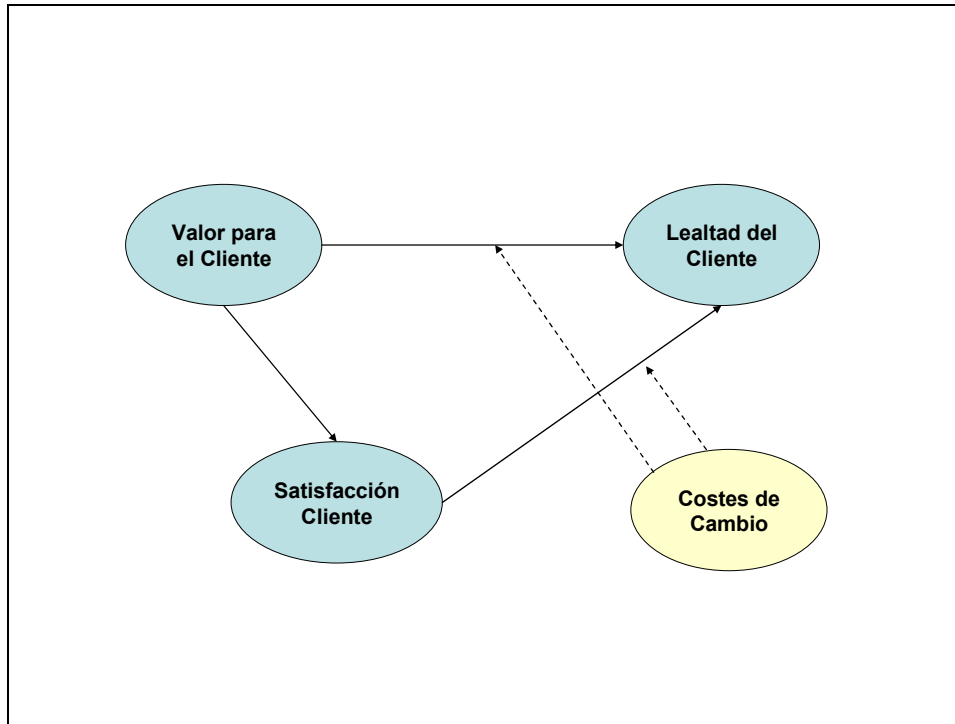 Valor para
el Cliente
Lealtad del
Cliente
Satisfacción
Cliente
Costes de
Cambio